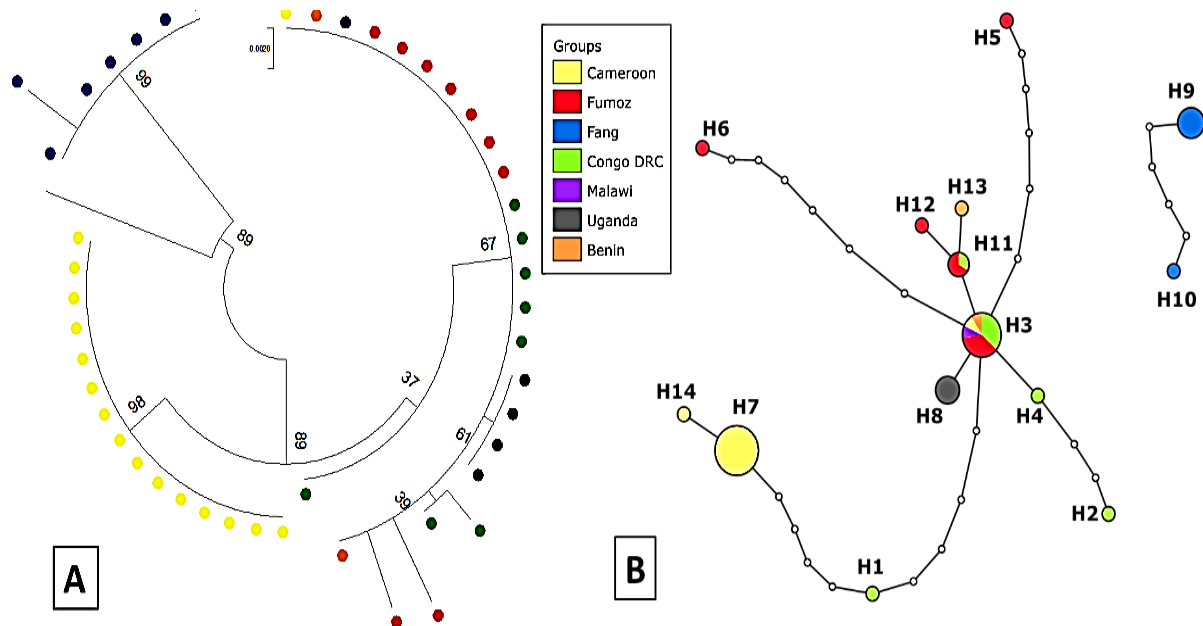 99
0.0020
89
67
98
37
89
61
39
A
Groups
Cameroon
Fumoz
Fang
Congo DRC
Malawi
Uganda
Benin
H5
H9
H6
H13
H12
H11
H10
H3
H14
H7
H8
H4
H2
H1
B